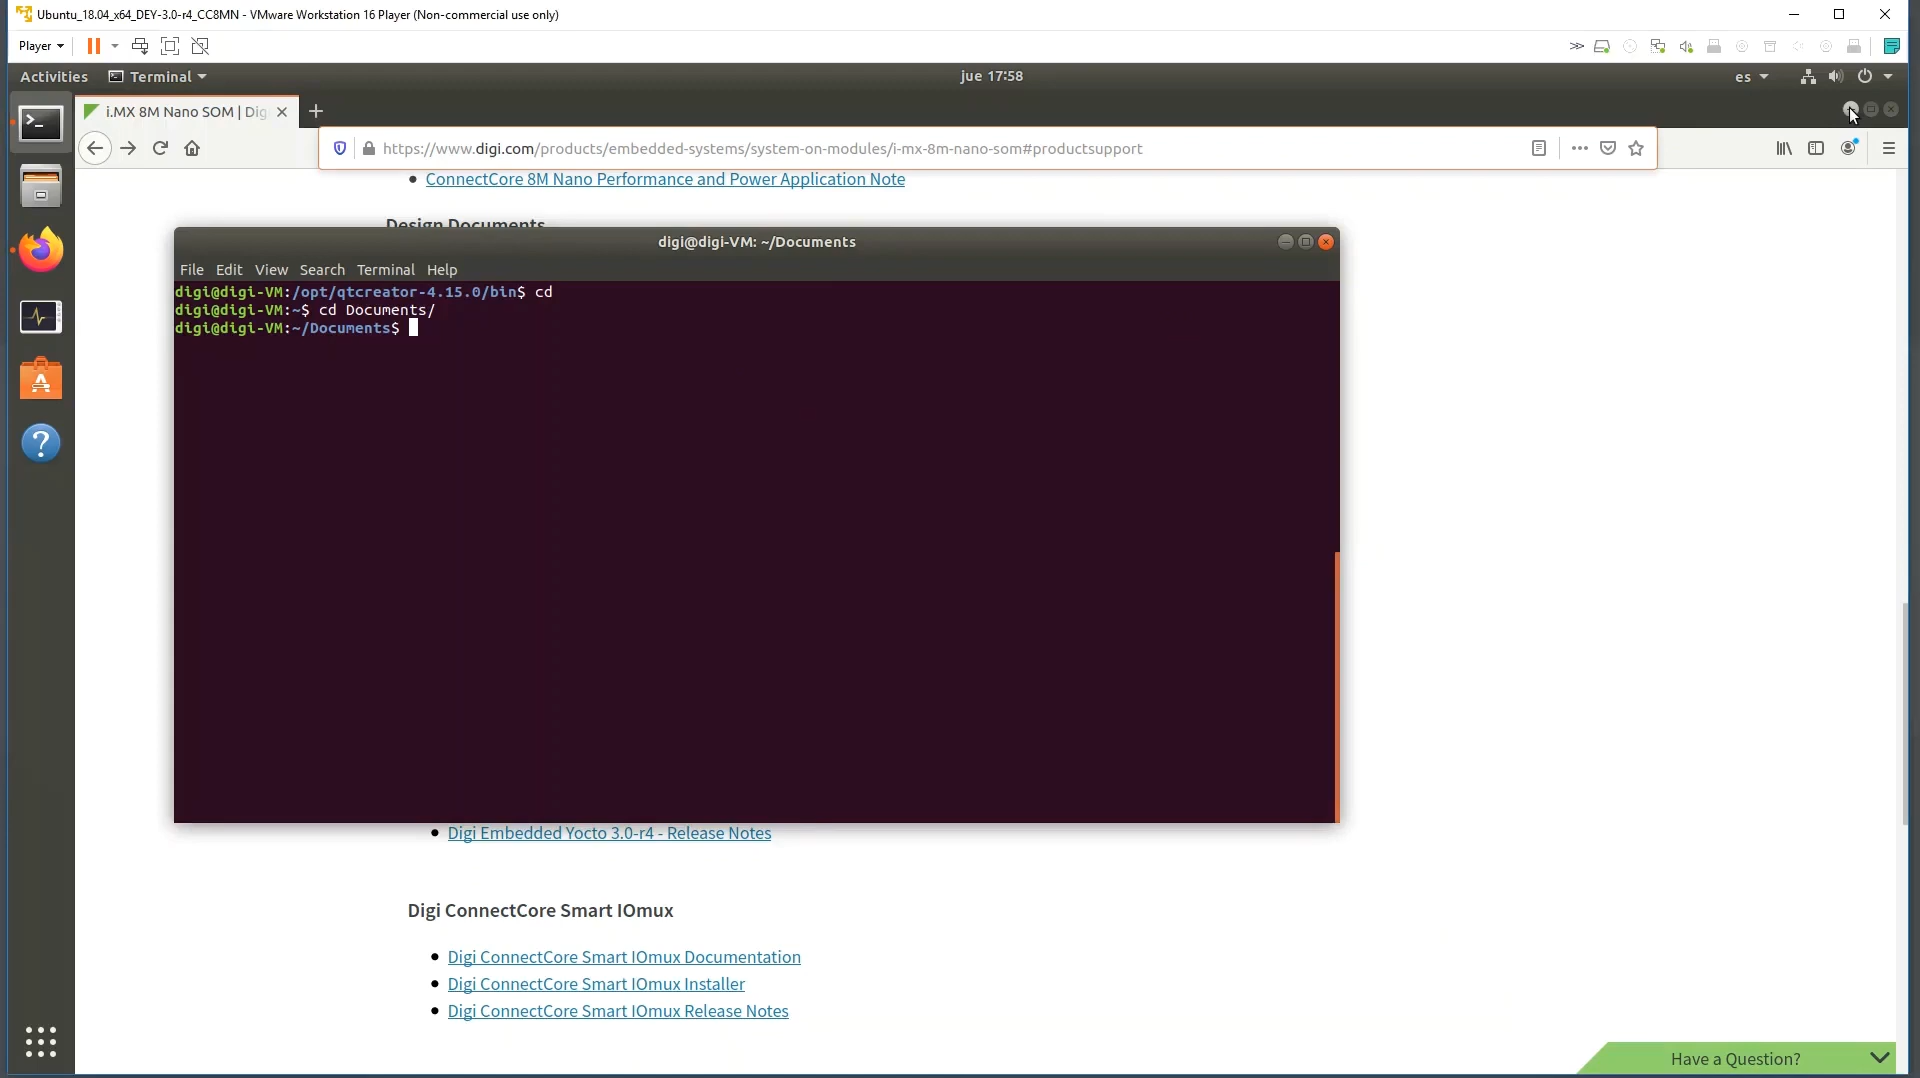 Ubuntu_18.04_x64_DEY-3.0-r4_CC8MN - VMware Workstation 16 Player (Non-commercial use only)
Player
Activities
Terminal
jue 17:58
es
i.MX 8M Nano SOM | Digi
https://www.digi.com/products/embedded-systems/system-on-modules/i-mx-8m-nano-som#productsupport
ConnectCore 8M Nano Performance and Power Application Note
Design Documents
digi@digi-VM: ~/Documents
File Edit View Search Terminal Help
digi@digi-VM:/opt/qtcreator-4.15.0/bin$ cd
digi@digi-VM:~$ cd Documents/
digi@digi-VM:~/Documents$
Digi Embedded Yocto 3.0-r4 - Release Notes
Digi ConnectCore Smart IOmux
Digi ConnectCore Smart IOmux Documentation
Digi ConnectCore Smart IOmux Installer
Digi ConnectCore Smart IOmux Release Notes
Have a Question?